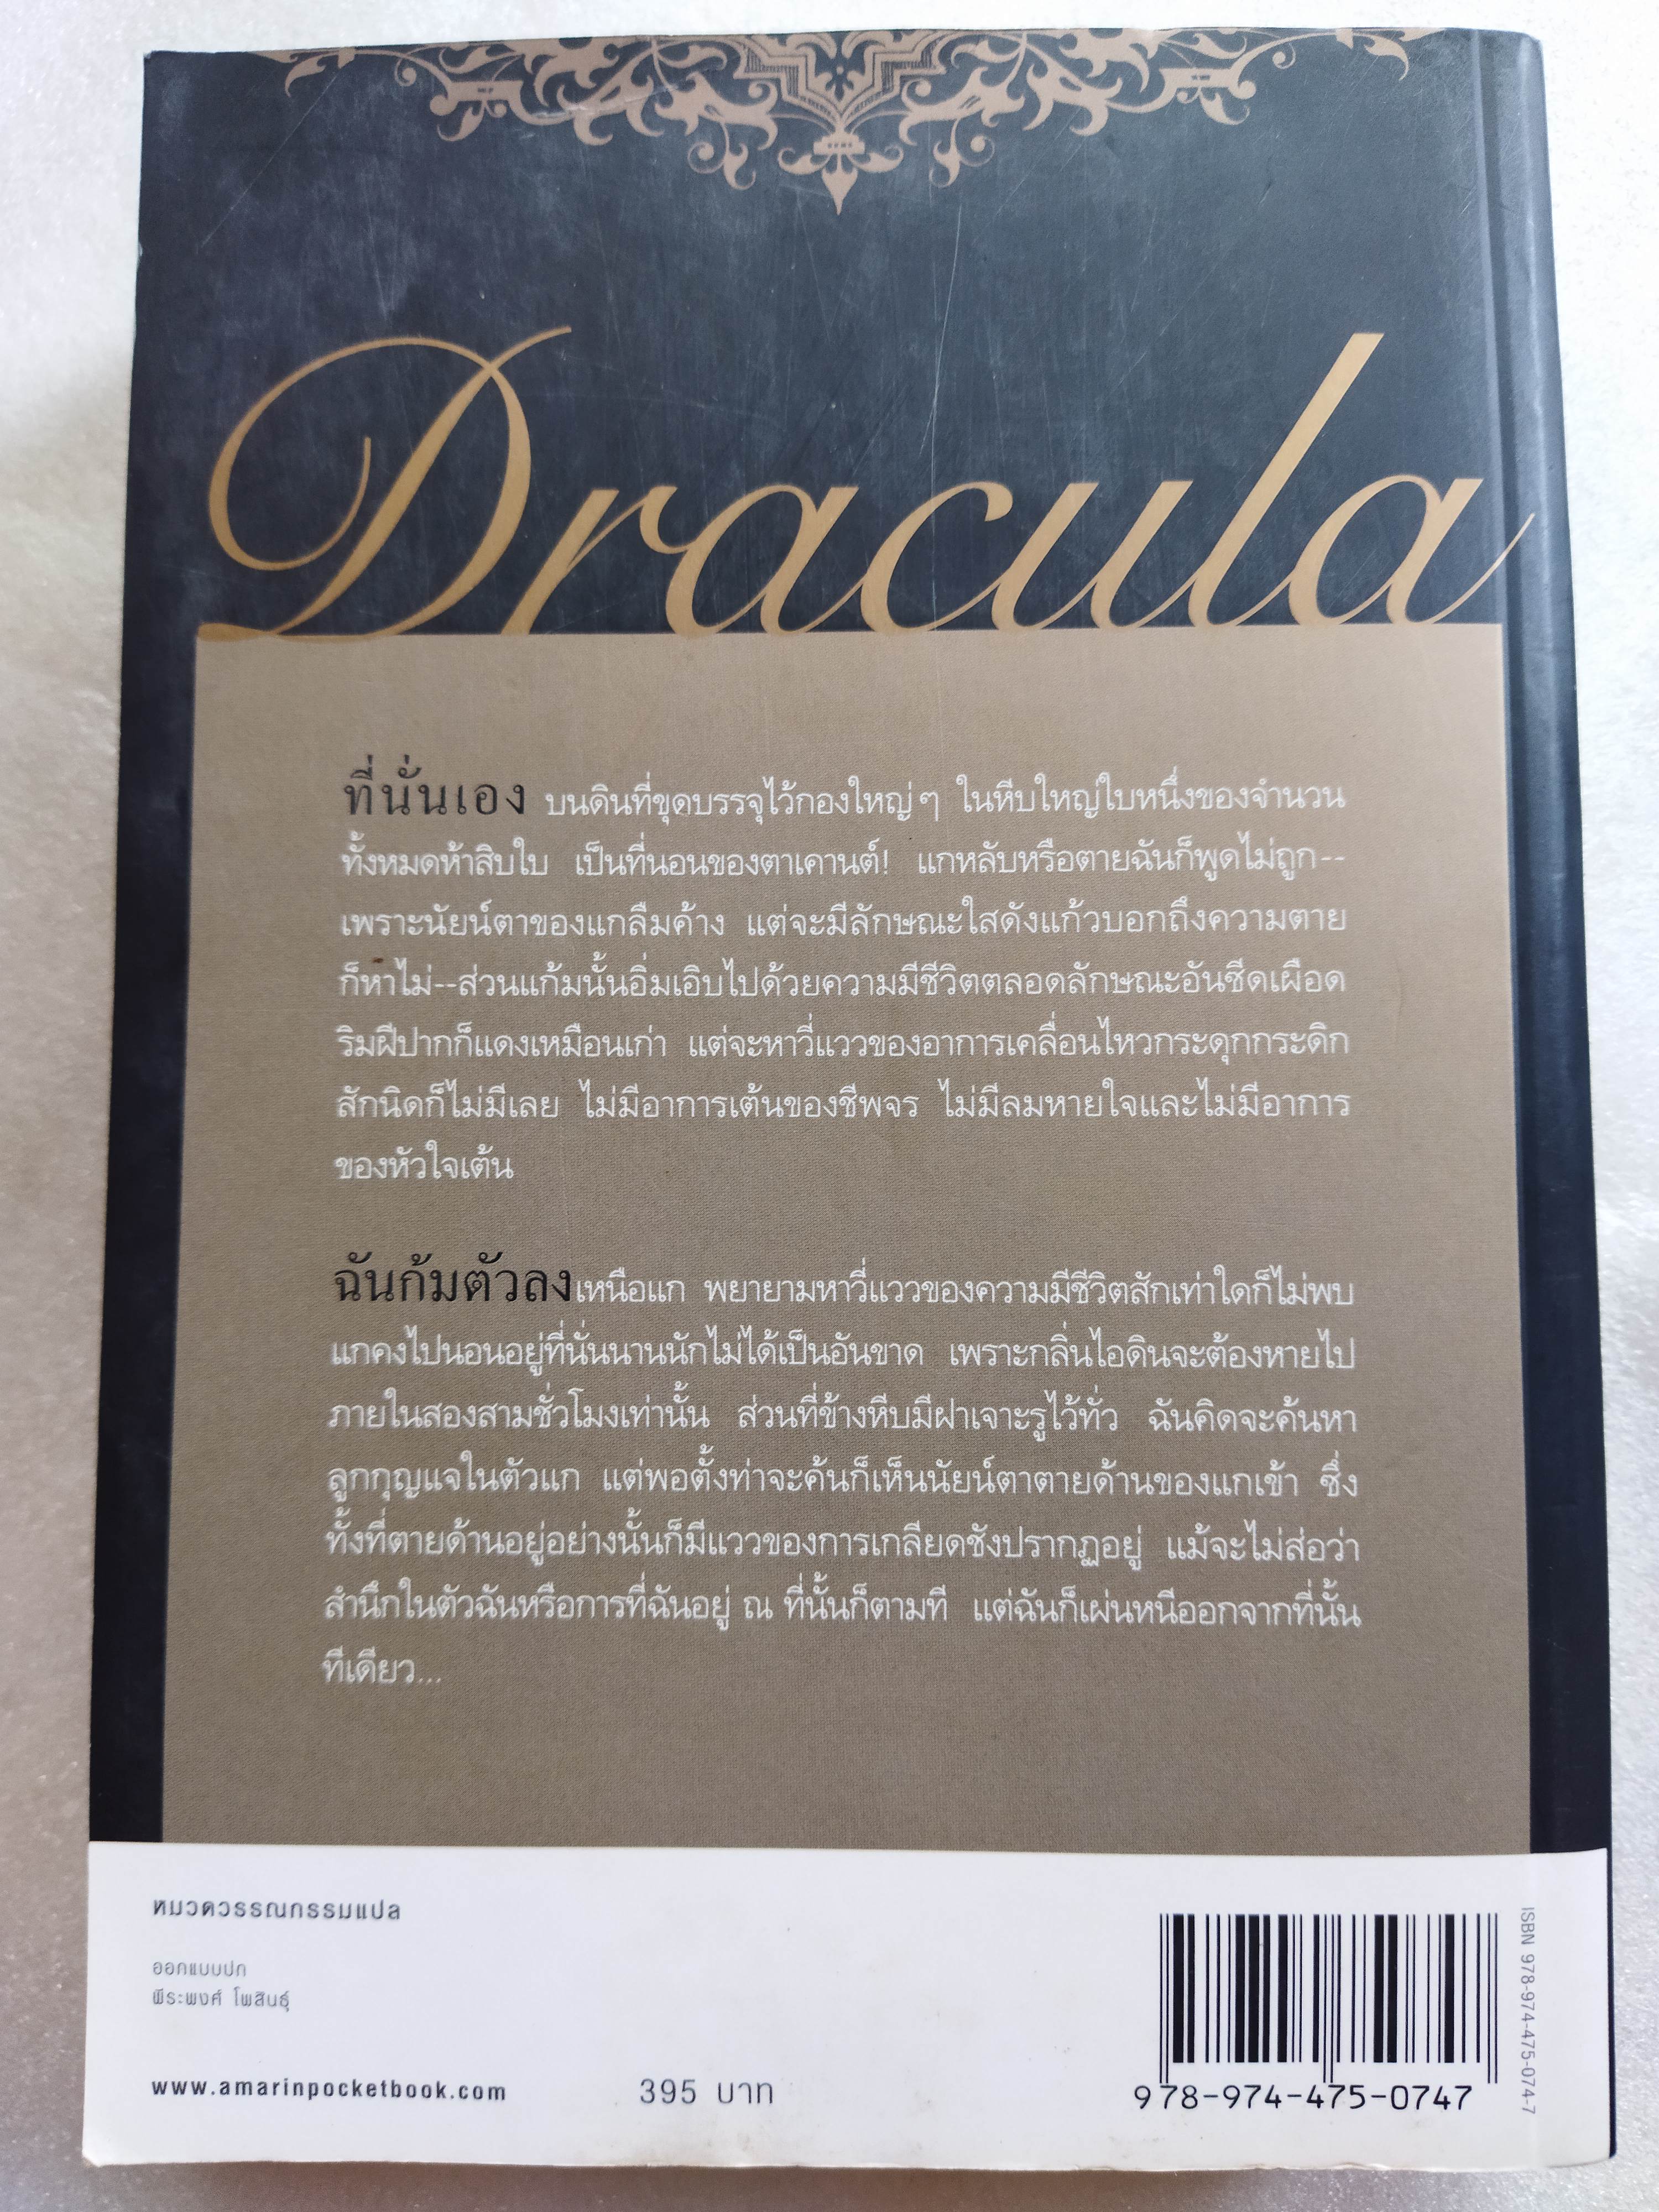 Dracula
ที่นั่นเอง บนดินที่ขุดบรรจุไว้กองใหญ่ๆ ในหีบใหญ่ใบหนึ่งของจำนวน
ทั้งหมดห้าสิบใบ เป็นที่นอนของตาเคานต์! แกหลับหรือตายฉันก็พูดไม่ถูก--
เพราะนัยน์ตาของแกลืมค้าง แต่จะมีลักษณะใสดังแก้วบอกถึงความตาย
ก็หาไม่--ส่วนแก้มนั้นอิ่มเอิบไปด้วยความมีชีวิตตลอดลักษณะอันซีดเผือด
ริมฝีปากก็แดงเหมือนเก่า แต่จะหาวี่แววของอาการเคลื่อนไหวกระดุกกระดิก
สักนิดก็ไม่มีเลย ไม่มีอาการเต้นของชีพจร ไม่มีลมหายใจและไม่มีอาการ
ของหัวใจเต้น
ฉันก้มตัวลงเหนือแก พยายามหาวี่แววของความมีชีวิตสักเท่าใดก็ไม่พบ
แกคงไปนอนอยู่ที่นั่นนานนักไม่ได้เป็นอันขาด เพราะกลิ่นไอดินจะต้องหายไป
ภายในสองสามชั่วโมงเท่านั้น ส่วนที่ข้างหีบมีฝาเจาะรูไว้ทั่ว ฉันคิดจะค้นหา
ลูกกุญแจในตัวแก แต่พอตั้งท่าจะค้นก็เห็นนัยน์ตาตายด้านของแกเข้า ซึ่ง
ทั้งที่ตายด้านอยู่อย่างนั้นก็มีแววของการเกลียดชังปรากฏอยู่ แม้จะไม่ส่อว่า
สำนึกในตัวฉันหรือการที่ฉันอยู่ ณ ที่นั้นก็ตามที แต่ฉันก็เผ่นหนีออกจากที่นั้น
ทีเดียว...
หมวดวรรณกรรมแปล
ออกแบบปก
พีระพงศ์ โพสินธุ์
www.amarinpocketbook.com
395 บาท
9 78-974-475-0747
ISBN 978-974-475-074-7